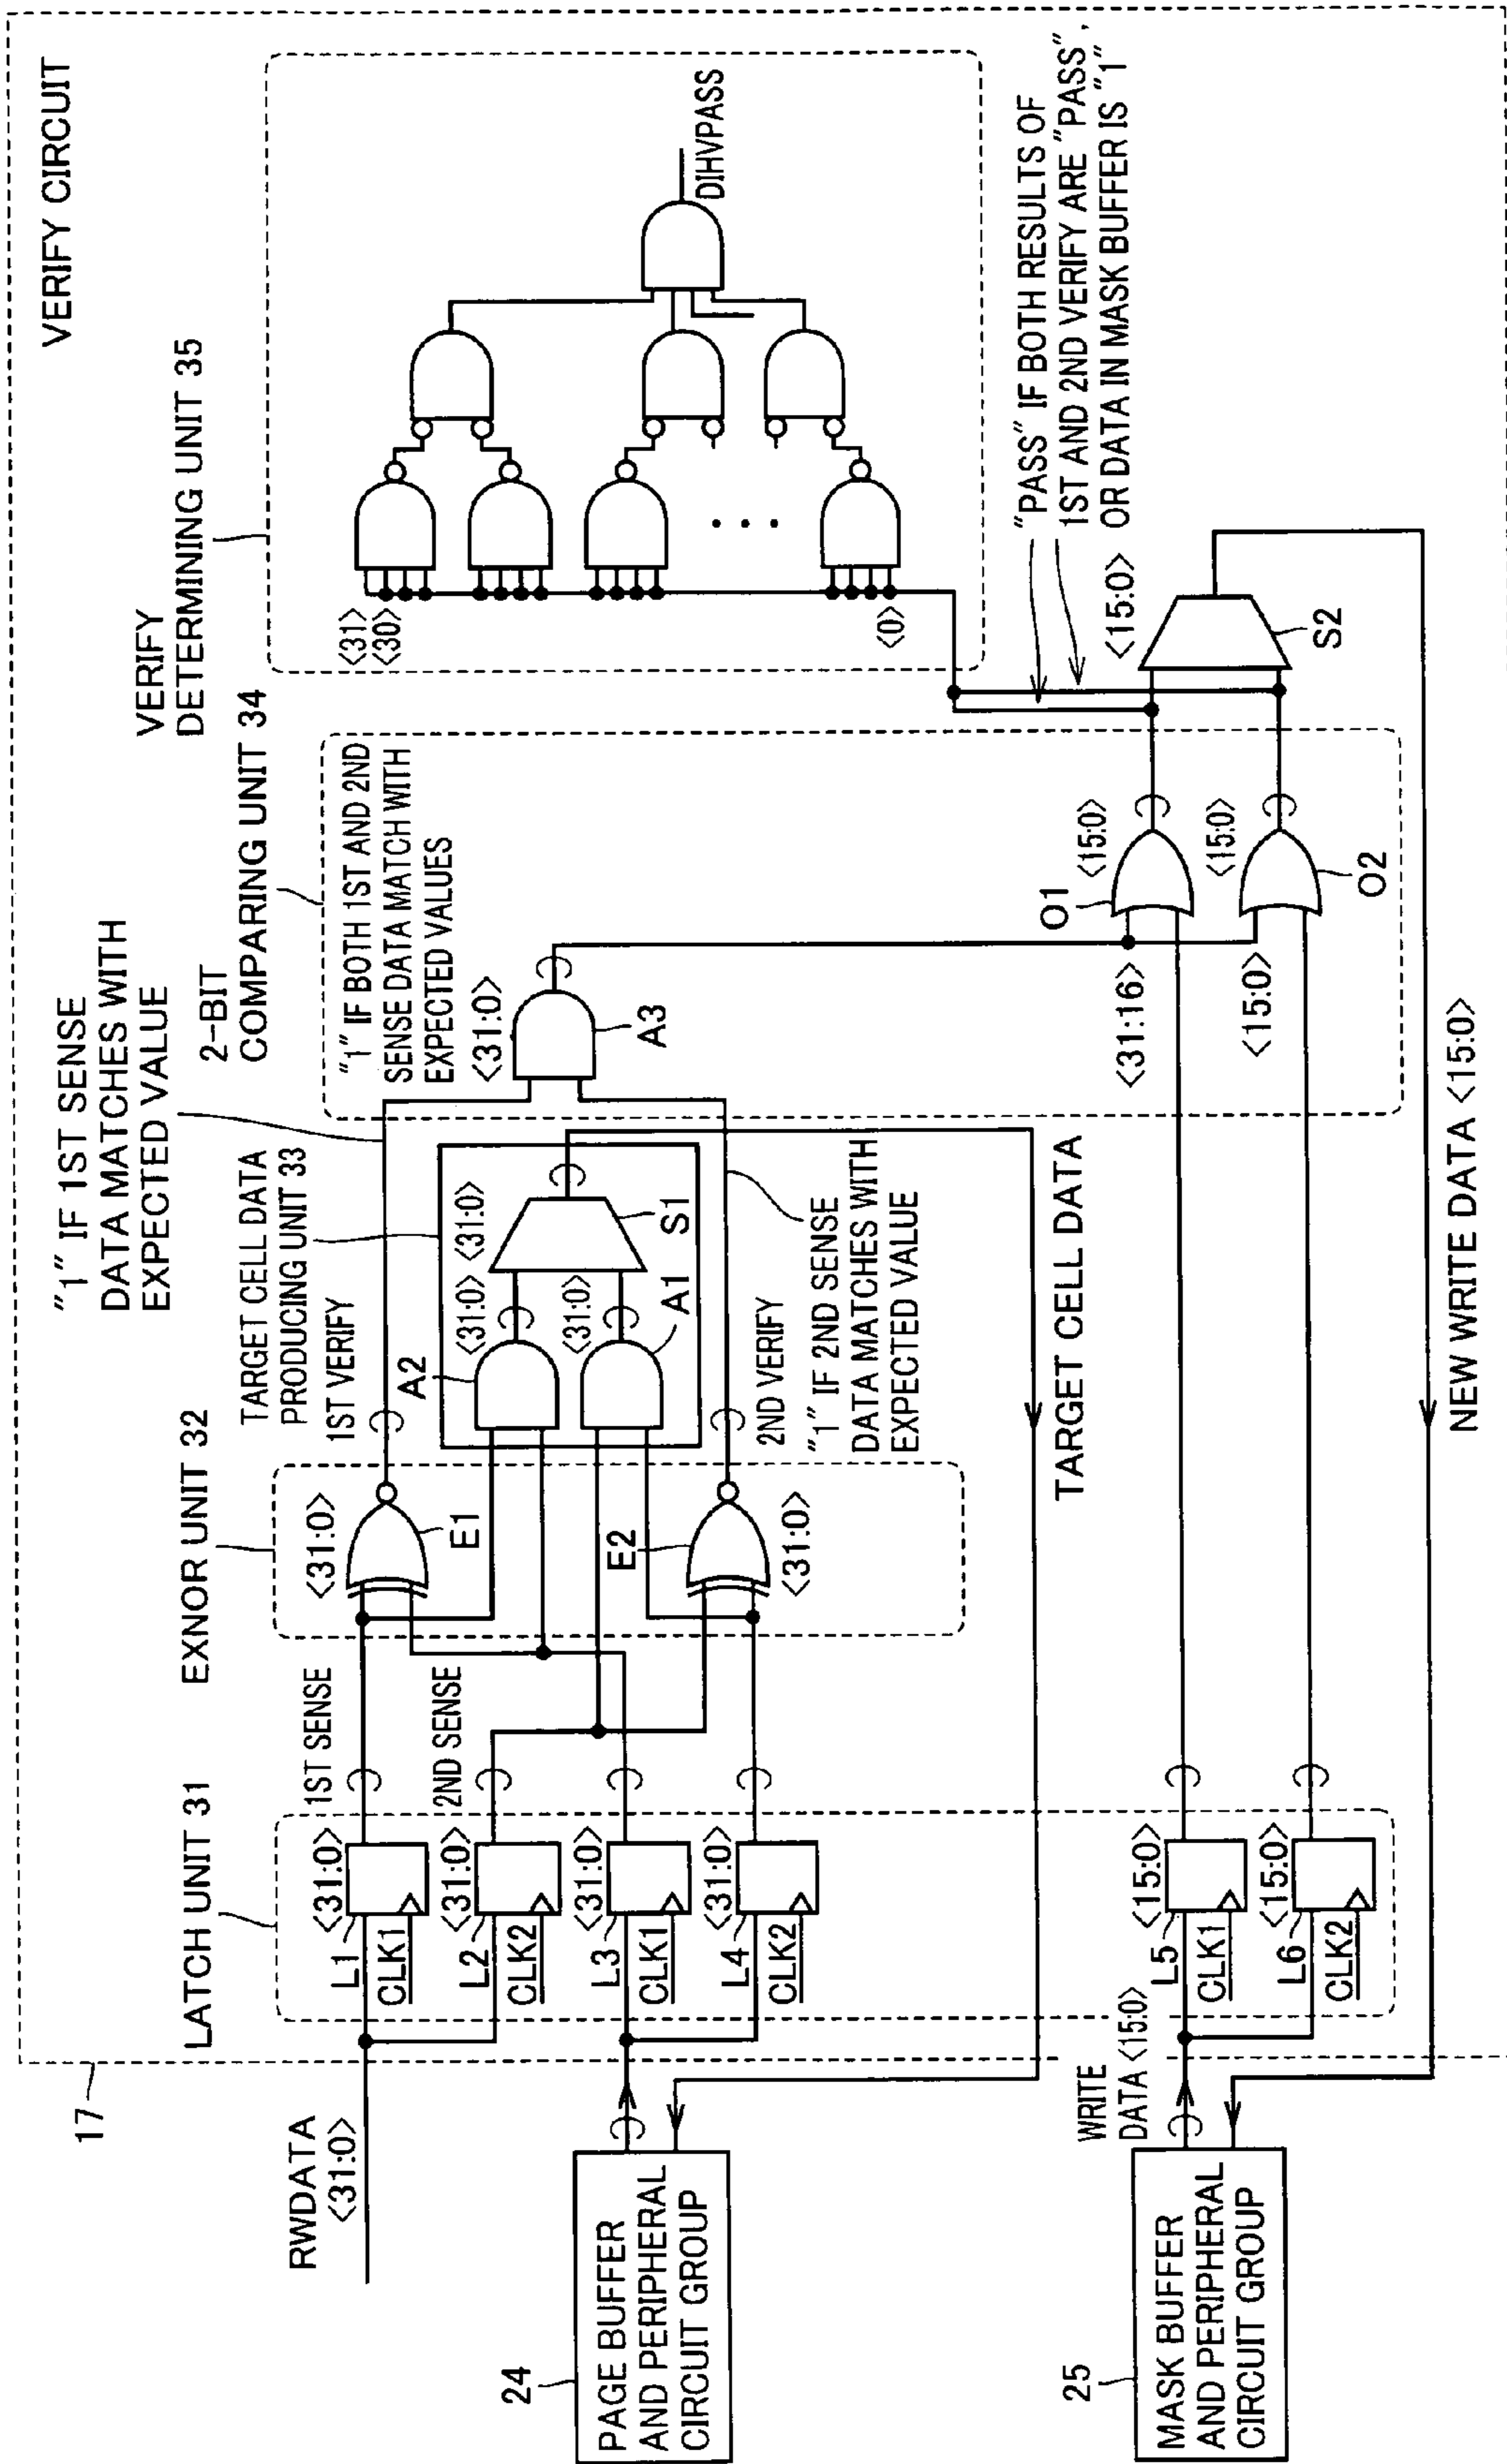 VERIFY CIRCUIT
17
RWDATA
<31:0>
LATCH UNIT 31
EXNOR UNIT 32
TARGET CELL DATA
PRODUCING UNIT 33
"1" IF 1ST SENSE
DATA MATCHES WITH
EXPECTED VALUE
2-BIT
COMPARING UNIT 34
VERIFY
DETERMINING UNIT 35
L1
<31:0>
CLK1
1ST SENSE
L2
<31:0>
CLK2
2ND SENSE
L3
<31:0>
CLK1
L4
<31:0>
CLK2
<31:0>
E1
E2
<31:0>
1ST VERIFY
A2
<31:0>
<31:0>
S1
<31:0>
A1
2ND VERIFY
"1" IF 2ND SENSE
DATA MATCHES WITH
EXPECTED VALUE
"1" IF BOTH 1ST AND 2ND
SENSE DATA MATCH WITH
EXPECTED VALUES
<31:0>
A3
<31>
<30>
<0>
DIHVPASS
24
PAGE BUFFER
AND PERIPHERAL
CIRCUIT GROUP
TARGET CELL DATA
25
MASK BUFFER
AND PERIPHERAL
CIRCUIT GROUP
WRITE
DATA <15:0>
L5
<15:0>
CLK1
L6
<15:0>
CLK2
<31:16>
<15:0>
O1
<15:0>
<15:0>
O2
"PASS" IF BOTH RESULTS OF
1ST AND 2ND VERIFY ARE "PASS",
OR DATA IN MASK BUFFER IS "1"
<15:0>
S2
NEW WRITE DATA <15:0>